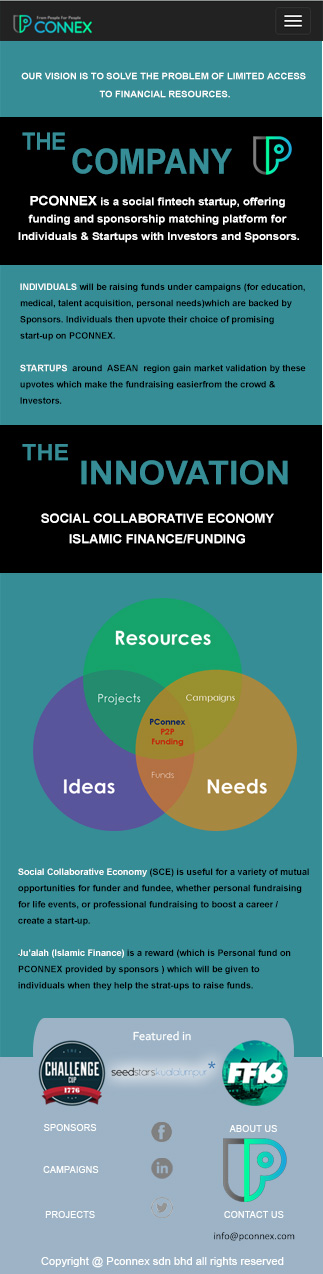 From People For People
PCONNEX
OUR VISION IS TO SOLVE THE PROBLEM OF LIMITED ACCESS
TO FINANCIAL RESOURCES.
THE
COMPANY
PCONNEX is a social fintech startup, offering
funding and sponsorship matching platform for
Individuals & Startups with Investors and Sponsors.
INDIVIDUALS will be raising funds under campaigns (for education,
medical, talent acquisition, personal needs)which are backed by
Sponsors. Individuals then upvote their choice of promising
start-up on PCONNEX.
STARTUPS around ASEAN region gain market validation by these
upvotes which make the fundraising easierfrom the crowd &
Investors.
THE
INNOVATION
SOCIAL COLLABORATIVE ECONOMY
ISLAMIC FINANCE/FUNDING
Resources
Projects
Campaigns
PConnex
P2P
Funding
Funds
Ideas
Needs
Social Collaborative Economy (SCE) is useful for a variety of mutual
opportunities for funder and fundee, whether personal fundraising
for life events, or professional fundraising to boost a career /
create a start-up.
Ju'alah (Islamic Finance) is a reward (which is Personal fund on
PCONNEX provided by sponsors ) which will be given to
individuals when they help the strat-ups to raise funds.
Featured in
THE
CHALLENGE
CUP
1776
seedstarskualalumpur*
FF16
SPONSORS
ABOUT US
CAMPAIGNS
PROJECTS
CONTACT US
info@pconnex.com
Copyright @ Pconnex sdn bhd all rights reserved